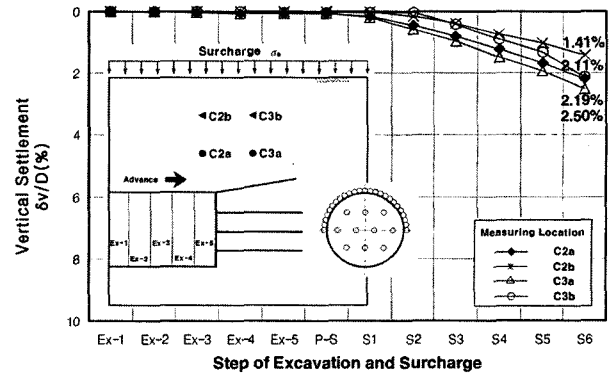 0
2
4
6
8
10
Vertical Settlement
δv/D(%)
Surcharge σs
C2b
C3b
C2a
C3a
Advance
Ex-1
Ex-2
Ex-3
Ex-4
Ex-5
1.41%
2.11%
2.19%
2.50%
Measuring Location
C2a
C2b
C3a
C3b
Ex-1 Ex-2 Ex-3 Ex-4 Ex-5 P-S S1 S2 S3 S4 S5 S6
Step of Excavation and Surcharge